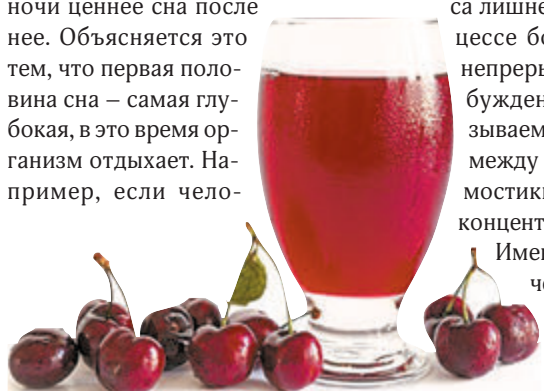 ночи ценнее сна после
нее. Объясняется это
тем, что первая поло-
вина сна – самая глу-
бокая, в это время ор-
ганизм отдыхает. На-
пример, если чело-
са лишне
цессе бо
непреры
бужден
зываем
между
мостик
концент
Имен
че